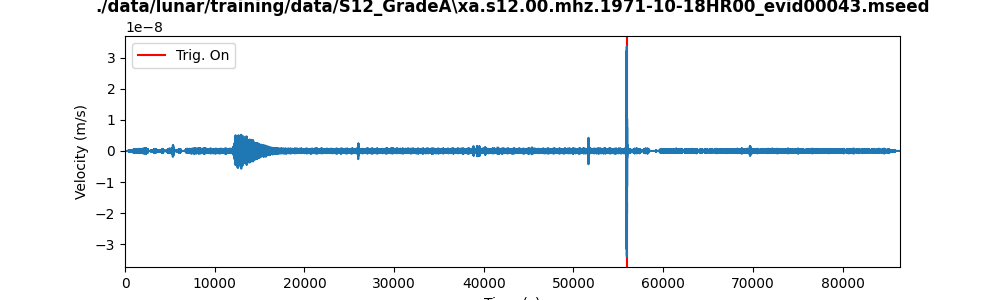 ./data/lunar/training/data/S12_GradeA\xa.s12.00.mhz.1971-10-18HR00_evid00043.mseed
1e−8
Trig. On
3
2
1
0
−1
−2
−3
Velocity (m/s)
0 10000 20000 30000 40000 50000 60000 70000 80000